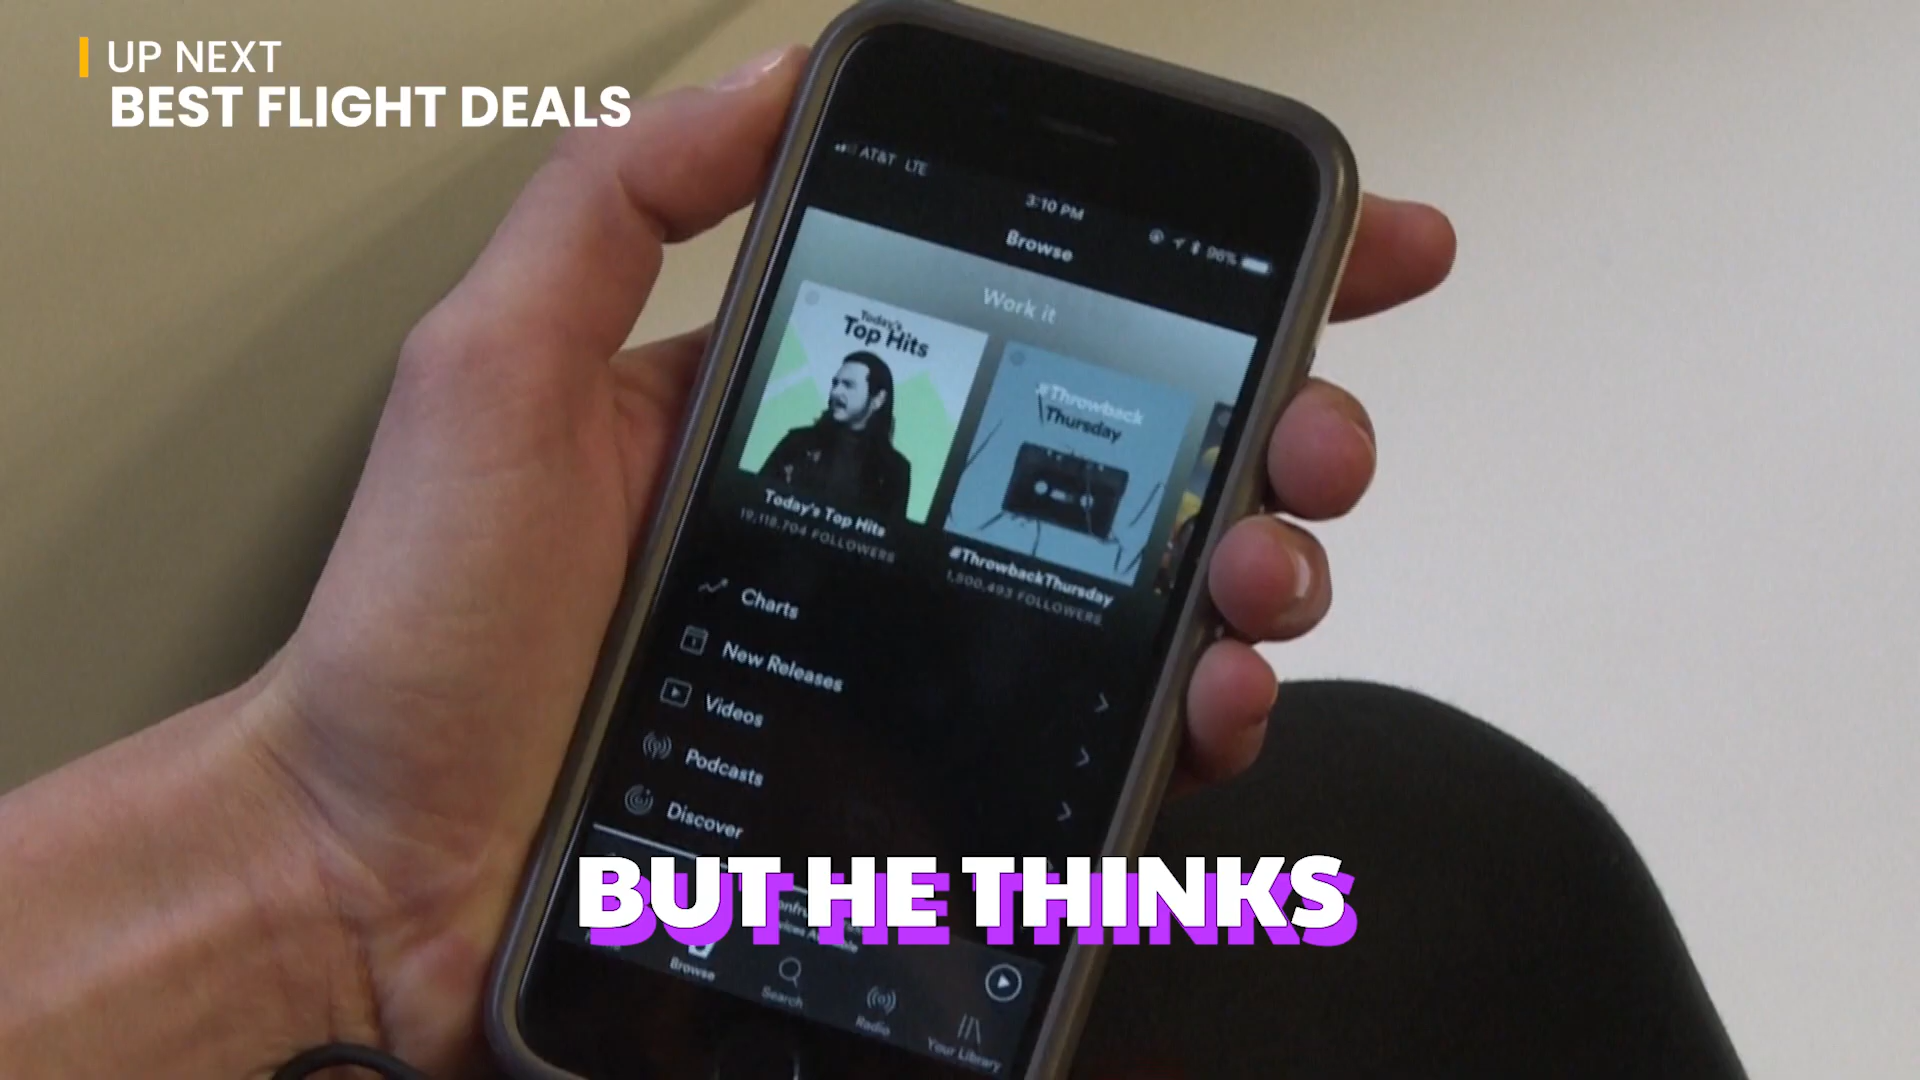 UP NEXT
BEST FLIGHT DEALS
AT&T LTE
3:10 PM
96%
Browse
Work it
Today's
Top Hits
#Throwback
Thursday
Today's Top Hits
19,118,704 FOLLOWERS
#ThrowbackThursday
1,800,493 FOLLOWERS
Charts
New Releases
Videos
Podcasts
Discover
BUT HE THINKS
Available
Browse
Search
Radio
Your Library